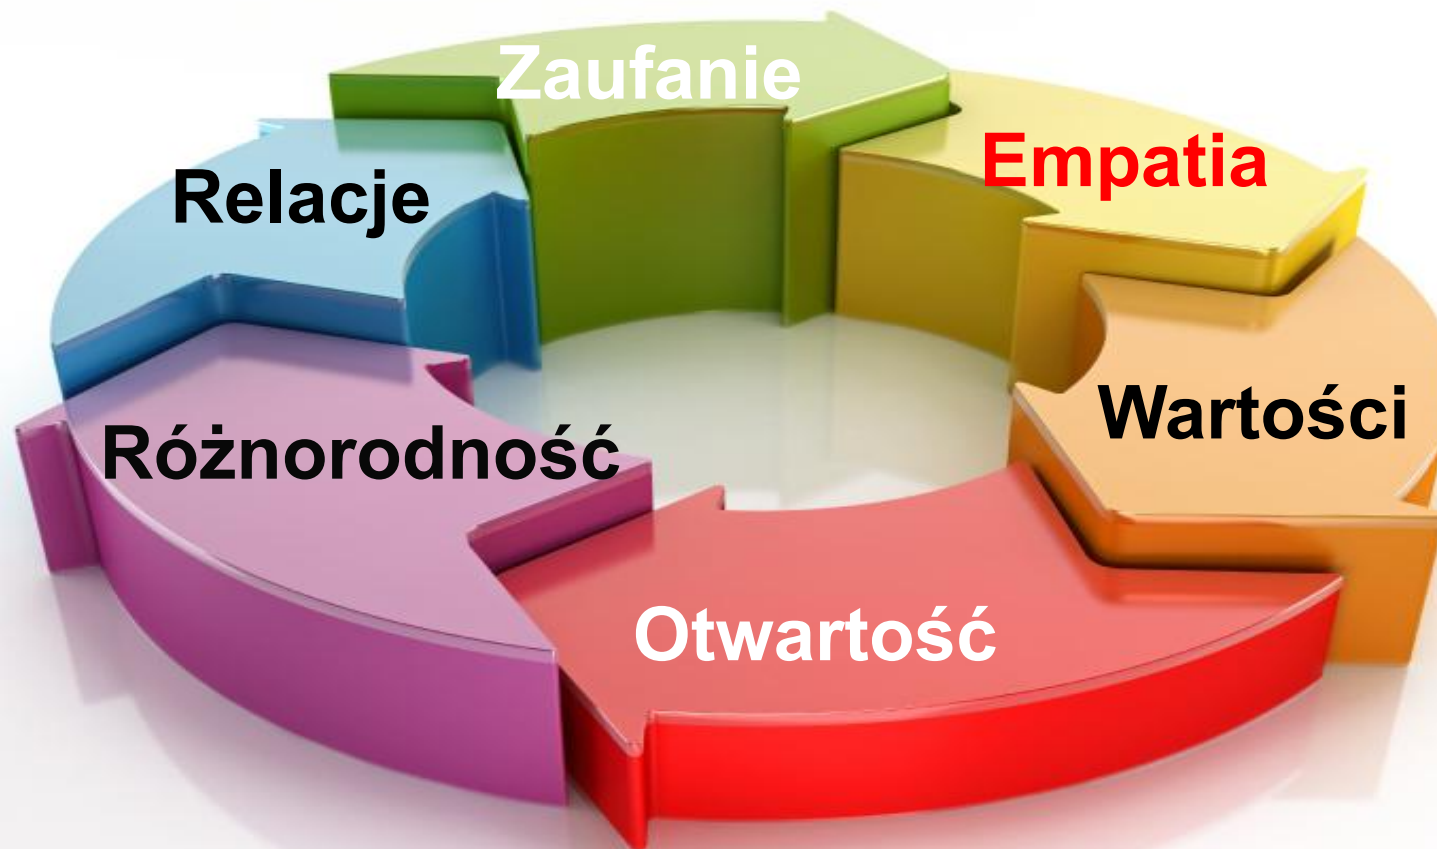 Zaufanie
Empatia
Relacje
Wartości
Różnorodność
Otwartość